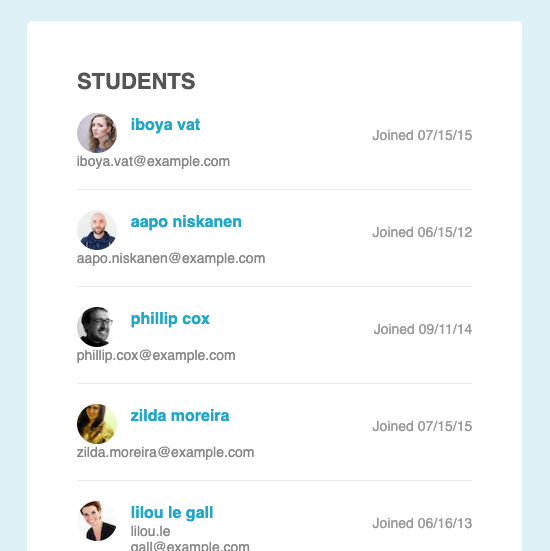 STUDENTS
iboya vat
Joined 07/15/15
iboya.vat@example.com
aapo niskanen
Joined 06/15/12
aapo.niskanen@example.com
phillip cox
Joined 09/11/14
phillip.cox@example.com
zilda moreira
Joined 07/15/15
zilda.moreira@example.com
lilou le gall
Joined 06/16/13
lilou.le
gall@example.com